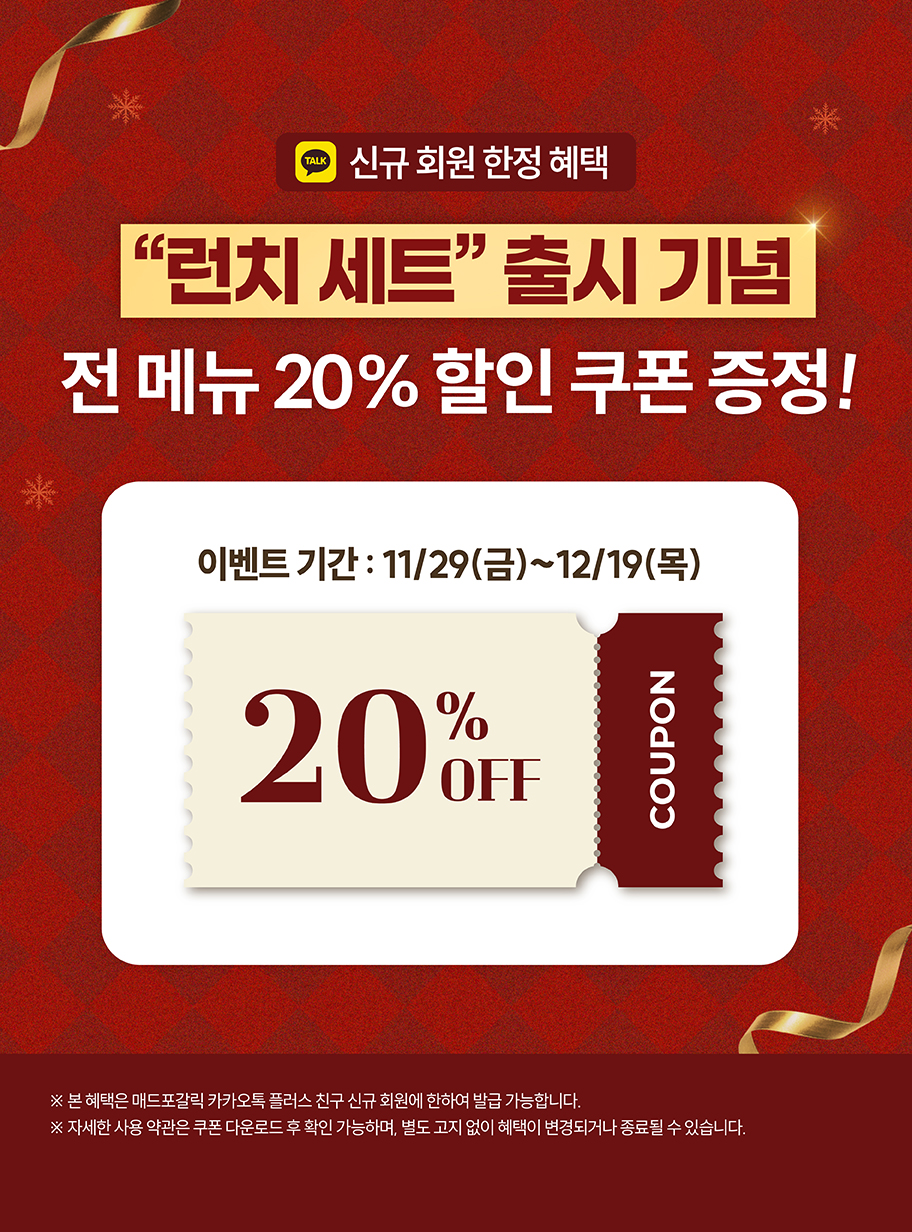 TALK 신규 회원 한정 혜택
“런치 세트” 출시 기념
전 메뉴 20% 할인 쿠폰 증정!
이벤트 기간 : 11/29(금)~12/19(목)
20% OFF
COUPON
※ 본 혜택은 매드포갈릭 카카오톡 플러스 친구 신규 회원에 한하여 발급 가능합니다.
※ 자세한 사용 약관은 쿠폰 다운로드 후 확인 가능하며, 별도 고지 없이 혜택이 변경되거나 종료될 수 있습니다.